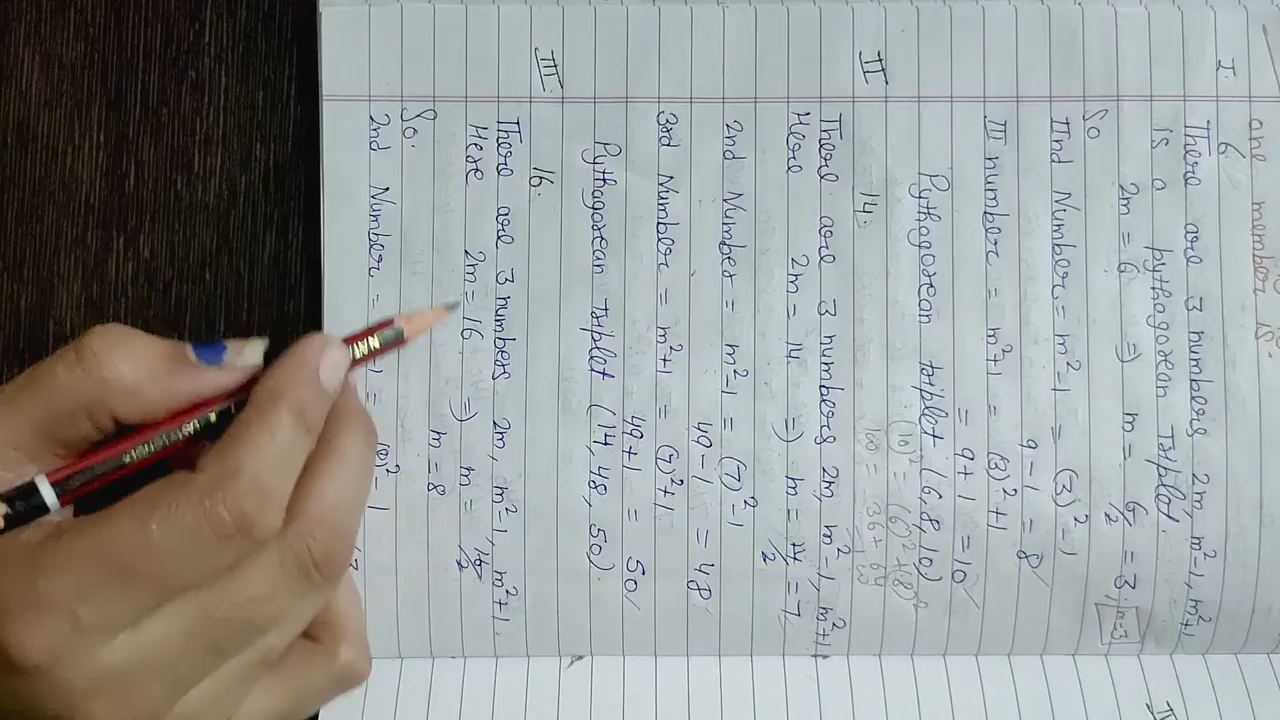 one member is
I. 6.
There are 3 numbers 2m, m²-1, m²+1
is a pythagorean Triplet.
2m = 6 ⇒ m = 6/2 = 3, m=3
So
IInd Number = m²-1 = (3)²-1
9-1 = 8
III number = m²+1 = (3)²+1
= 9+1 = 10
Pythagorean triplet (6,8,10)
(10)² = (6)²+(8)²
100 = 36+64
= 100
II 14.
There are 3 numbers 2m, m²-1, m²+1
Here 2m = 14 ⇒ m = 14/2 = 7
2nd Number = m²-1 = (7)²-1
49-1 = 48
3rd Number = m²+1 = (7)²+1
49+1 = 50
Pythagorean triplet (14, 48, 50).
III. 16.
There are 3 numbers 2m, m²-1, m²+1.
Here 2m = 16 ⇒ m = 16/2
m = 8
So.
2nd Number = -1 = (8)²-1